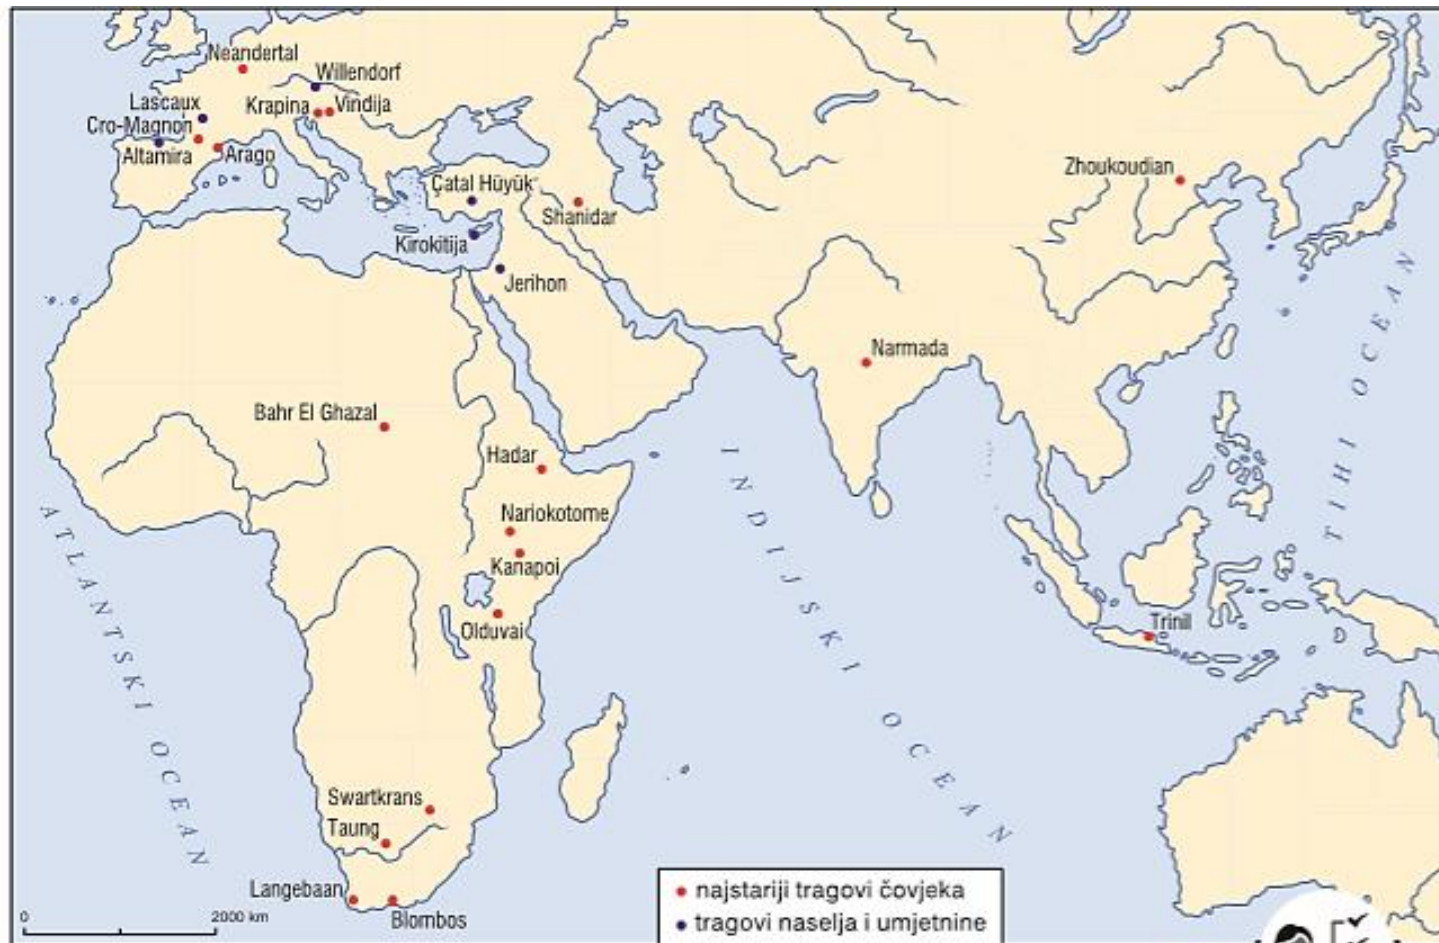 Neandertal
Willendorf
Lascaux
Krapina
Vindija
Cro-Magnon
Altamira
Arago
Çatal Hüyük
Shanidar
Kirokitija
Jerihon
Zhoukoudian
Narmada
Bahr El Ghazal
Hadar
Nariokotome
Kanapoi
Olduvai
Trinil
Swartkrans
Taung
Langebaan
Blombos
ATLANTSKI OCEAN
INDIJSKI OCEAN
TIHI OCEAN
0 2000 km
najstariji tragovi čovjeka
tragovi naselja i umjetnine